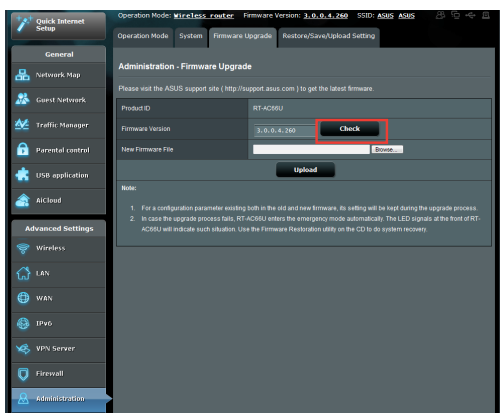 Quick Internet
Setup
Operation Mode: Wireless router Firmware Version: 3.0.0.4.260 SSID: ASUS ASUS
Operation Mode System Firmware Upgrade Restore/Save/Upload Setting
General
Network Map
Guest Network
Traffic Manager
Parental control
USB application
AiCloud
Advanced Settings
Wireless
LAN
WAN
IPv6
VPN Server
Firewall
Administration
Administration - Firmware Upgrade
Please visit the ASUS support site ( http://support.asus.com ) to get the latest firmware.
Product ID RT-AC66U
Firmware Version 3.0.0.4.260 Check
New Firmware File Browse...
Upload
Note:
1. For a configuration parameter existing both in the old and new firmware, its setting will be kept during the upgrade process.
2. In case the upgrade process fails, RT-AC66U enters the emergency mode automatically. The LED signals at the front of RT-
AC66U will indicate such situation. Use the Firmware Restoration utility on the CD to do system recovery.